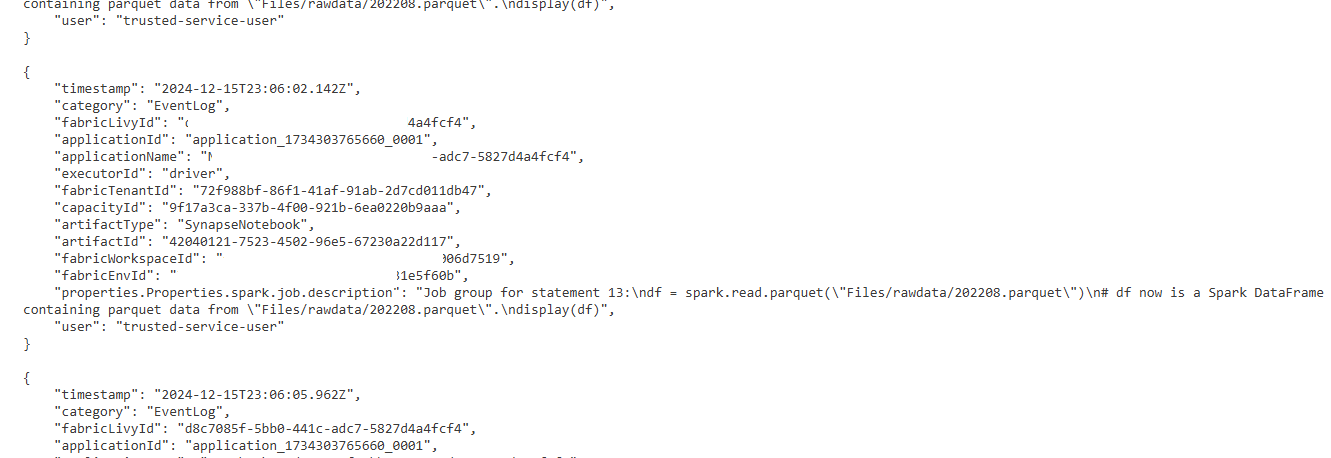 containing parquet data from \"Files/rawdata/202208.parquet\".\ndisplay(df)",
"user": "trusted-service-user"
}
{
"timestamp": "2024-12-15T23:06:02.142Z",
"category": "EventLog",
"fabricLivyId": " 4a4fcf4",
"applicationId": "application_1734303765660_0001",
"applicationName": " -adc7-5827d4a4fcf4",
"executorId": "driver",
"fabricTenantId": "72f988bf-86f1-41af-91ab-2d7cd011db47",
"capacityId": "9f17a3ca-337b-4f00-921b-6ea0220b9aaa",
"artifactType": "SynapseNotebook",
"artifactId": "42040121-7523-4502-96e5-67230a22d117",
"fabricWorkspaceId": " 06d7519",
"fabricEnvId": " 1e5f60b",
"properties.Properties.spark.job.description": "Job group for statement 13:\ndf = spark.read.parquet(\"Files/rawdata/202208.parquet\")\n# df now is a Spark DataFrame
containing parquet data from \"Files/rawdata/202208.parquet\".\ndisplay(df)",
"user": "trusted-service-user"
}
{
"timestamp": "2024-12-15T23:06:05.962Z",
"category": "EventLog",
"fabricLivyId": "d8c7085f-5bb0-441c-adc7-5827d4a4fcf4",
"applicationId": "application_1734303765660_0001",